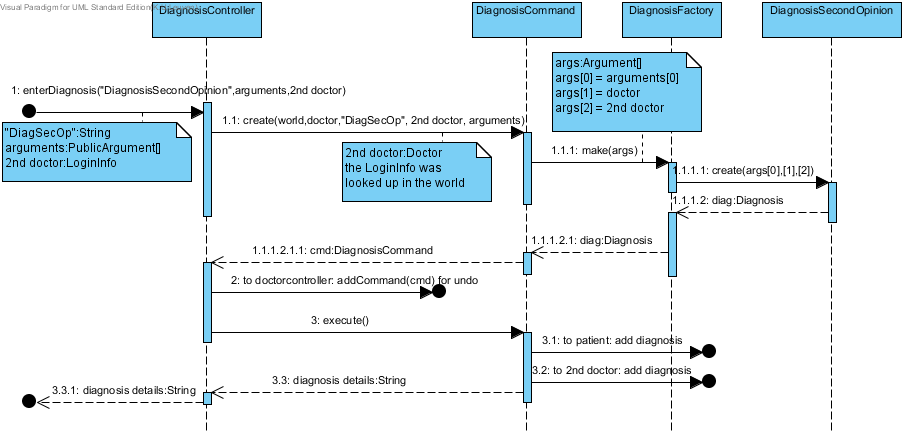 Visual Paradigm for UML Standard Edition
DiagnosisController
DiagnosisCommand
DiagnosisFactory
DiagnosisSecondOpinion
args:Argument[]
args[0] = arguments[0]
args[1] = doctor
args[2] = 2nd doctor
1: enterDiagnosis("DiagnosisSecondOpinion",arguments,2nd doctor)
"DiagSecOp":String
arguments:PublicArgument[]
2nd doctor:LoginInfo
1.1: create(world,doctor,"DiagSecOp", 2nd doctor, arguments)
2nd doctor:Doctor
the LoginInfo was
looked up in the world
1.1.1: make(args)
1.1.1.1: create(args[0],[1],[2])
1.1.1.2: diag:Diagnosis
1.1.1.2.1: diag:Diagnosis
1.1.1.2.1.1: cmd:DiagnosisCommand
2: to doctorcontroller: addCommand(cmd) for undo
3: execute()
3.1: to patient: add diagnosis
3.2: to 2nd doctor: add diagnosis
3.3: diagnosis details:String
3.3.1: diagnosis details:String